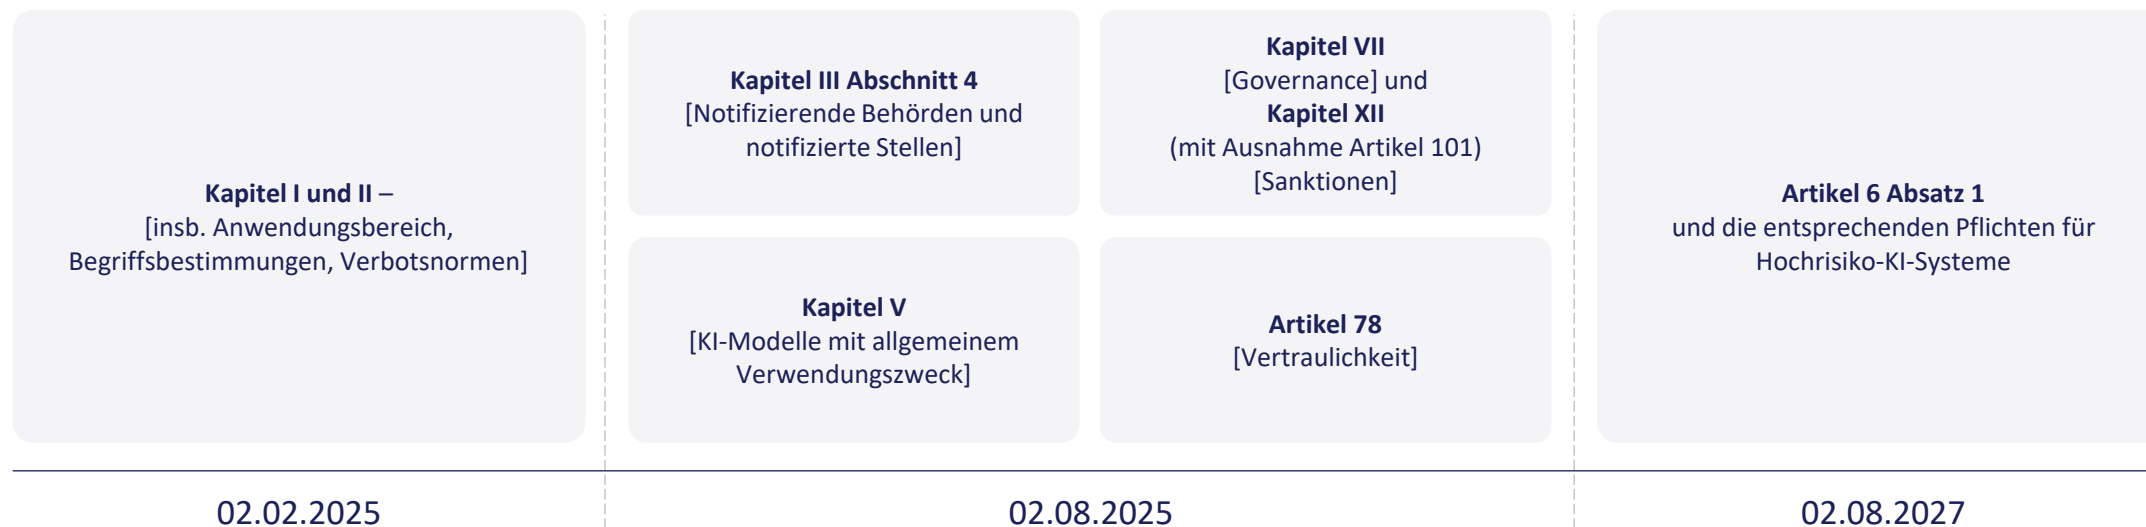 Kapitel I und II –
[insb. Anwendungsbereich,
Begriffsbestimmungen, Verbotsnormen]
Kapitel III Abschnitt 4
[Notifizierende Behörden und
notifizierte Stellen]
Kapitel VII
[Governance] und
Kapitel XII
(mit Ausnahme Artikel 101)
[Sanktionen]
Kapitel V
[KI-Modelle mit allgemeinem
Verwendungszweck]
Artikel 78
[Vertraulichkeit]
Artikel 6 Absatz 1
und die entsprechenden Pflichten für
Hochrisiko-KI-Systeme
02.02.2025
02.08.2025
02.08.2027